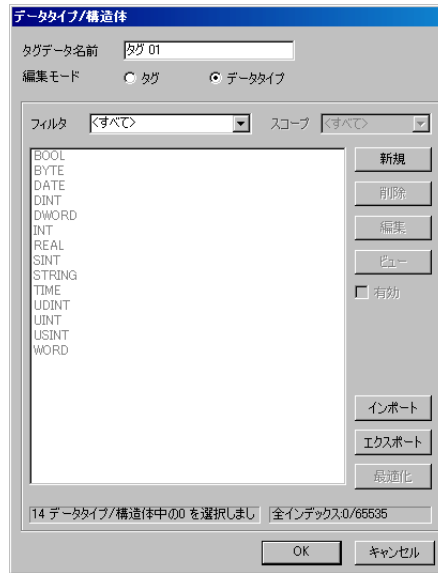 データタイプ/構造体
タグデータ名前 タグ 01
編集モード タグ データタイプ
フィルタ <すべて> スコープ <すべて>
BOOL
BYTE
DATE
DINT
DWORD
INT
REAL
SINT
STRING
TIME
UDINT
UINT
USINT
WORD
新規
削除
編集
ビュー
有効
インポート
エクスポート
最適化
14 データタイプ/構造体中の0 を選択しまし 全インデックス:0/65535
OK キャンセル